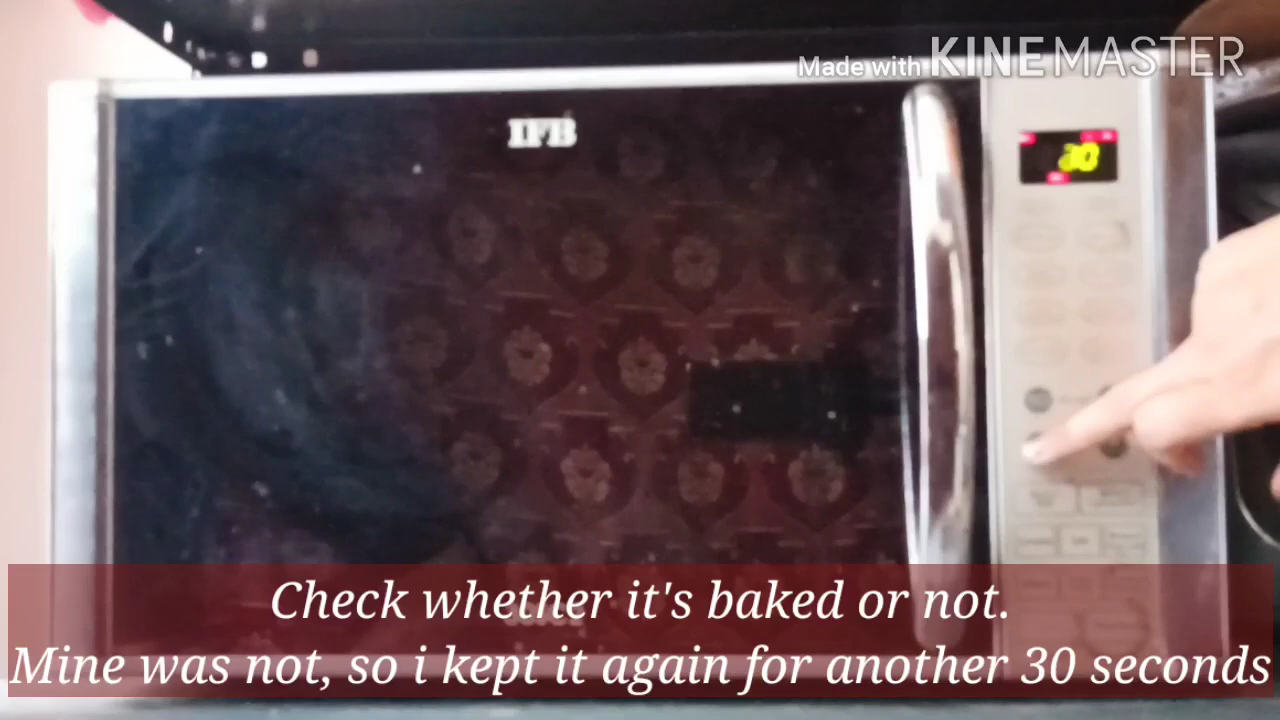 Made with KINEMASTER
IFB
30
Check whether it's baked or not.
Mine was not, so i kept it again for another 30 seconds